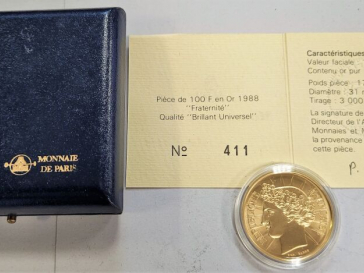 MONNAIE
DE PARIS
Pièce de 100 F en Or 1988
"Fraternité"
Qualité "Brillant Universel"
Nº 411
Caractéristiques
Valeur faciale
Contenu or pur
Poids pièce : 17
Diamètre : 31
Tirage : 3 000
La signature de
Directeur de l'A
Monnaies et M
la provenance
cette pièce.
P.